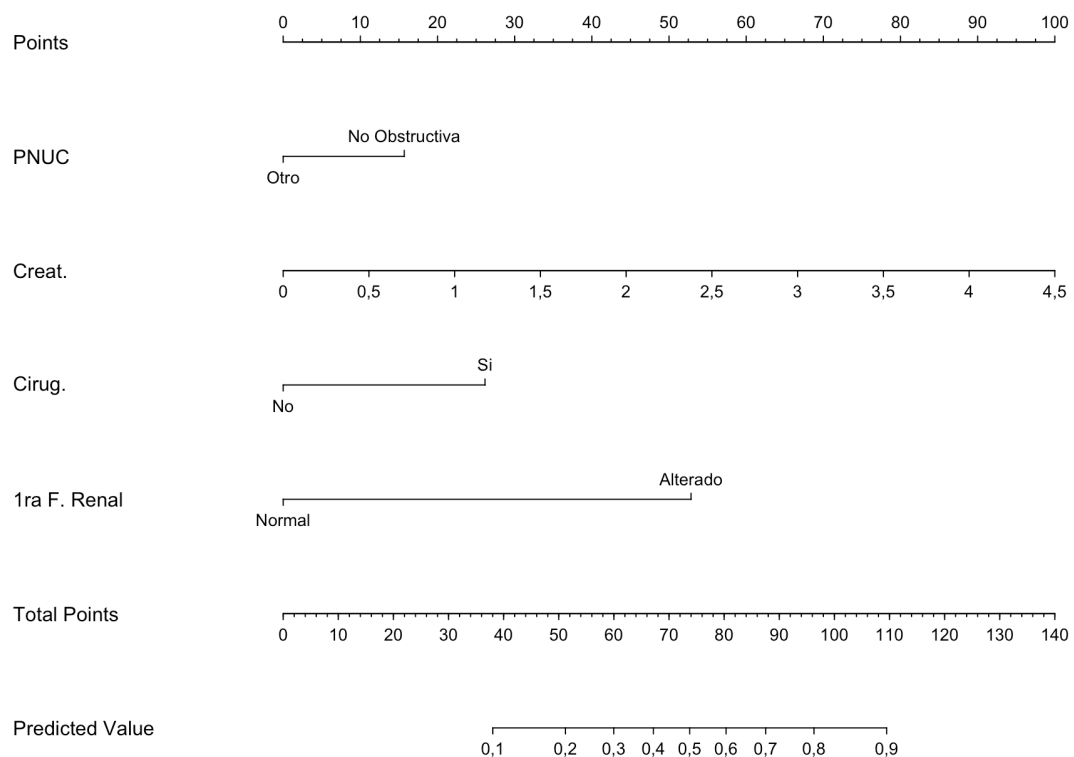 0 10 20 30 40 50 60 70 80 90 100
Points
No Obstructiva
PNUC
Otro
Creat.
0 0,5 1 1,5 2 2,5 3 3,5 4 4,5
Si
Cirug.
No
Alterado
1ra F. Renal
Normal
Total Points
0 10 20 30 40 50 60 70 80 90 100 110 120 130 140
Predicted Value
0,1 0,2 0,3 0,4 0,5 0,6 0,7 0,8 0,9